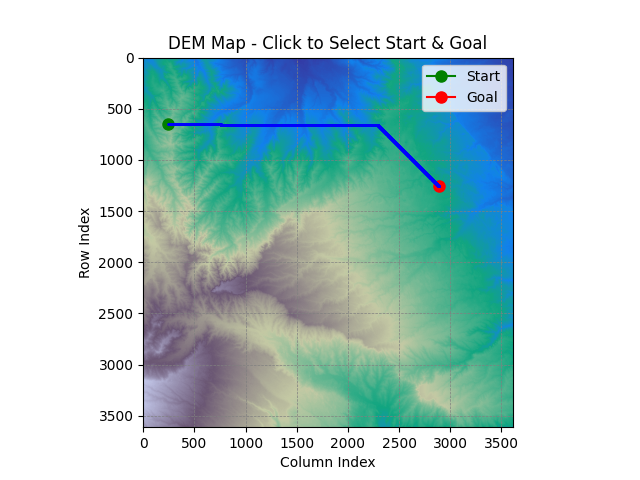 DEM Map - Click to Select Start & Goal
Start
Goal
0
500
1000
1500
2000
2500
3000
3500
Row Index
0 500 1000 1500 2000 2500 3000 3500
Column Index